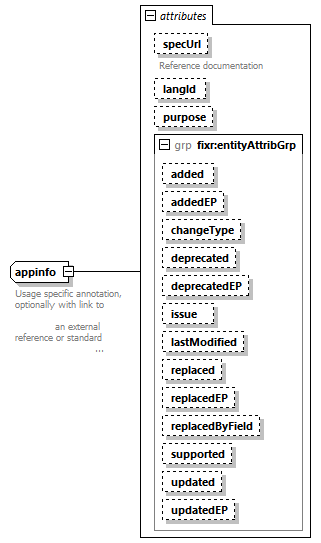 attributes
specUrl
Reference documentation
langId
purpose
grp fixr:entityAttribGrp
added
addedEP
changeType
deprecated
deprecatedEP
appinfo
issue
Usage specific annotation,
optionally with link to
an external
reference or standard
...
lastModified
replaced
replacedEP
replacedByField
supported
updated
updatedEP